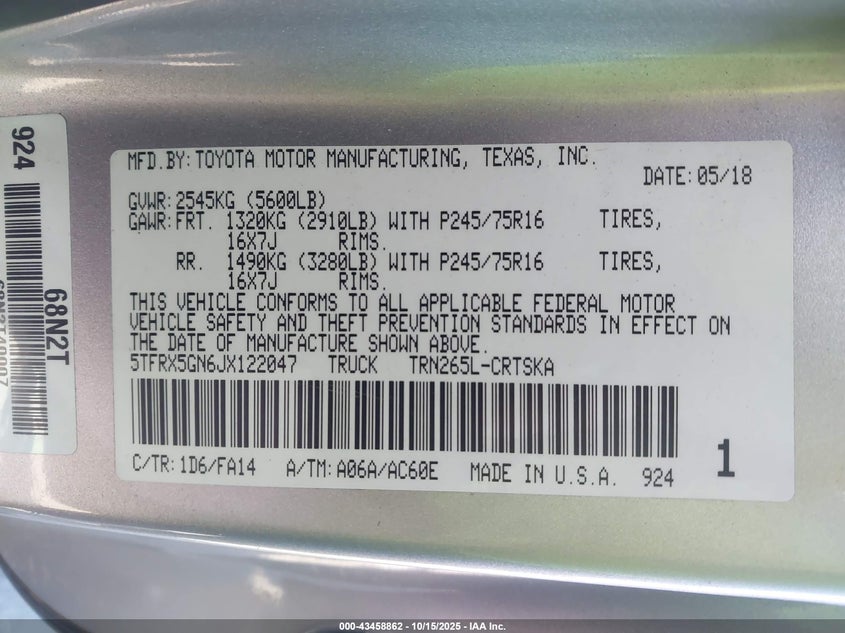 MFD.BY: TOYOTA MOTOR MANUFACTURING, TEXAS, INC.
DATE: 05/18
GVWR: 2545KG (5600LB)
GAWR: FRT. 1320KG (2910LB) WITH P245/75R16 TIRES,
16X7J RIMS.
RR. 1490KG (3280LB) WITH P245/75R16 TIRES,
16X7J RIMS.
THIS VEHICLE CONFORMS TO ALL APPLICABLE FEDERAL MOTOR
VEHICLE SAFETY AND THEFT PREVENTION STANDARDS IN EFFECT ON
THE DATE OF MANUFACTURE SHOWN ABOVE.
5TFRX5GN6JX122047 TRUCK TRN265L-CRTSKA
C/TR: 1D6/FA14 A/TM: A06A/AC60E MADE IN U.S.A. 924
1
924
68N2T
000-43458862 - 10/15/2025 - IAA Inc.